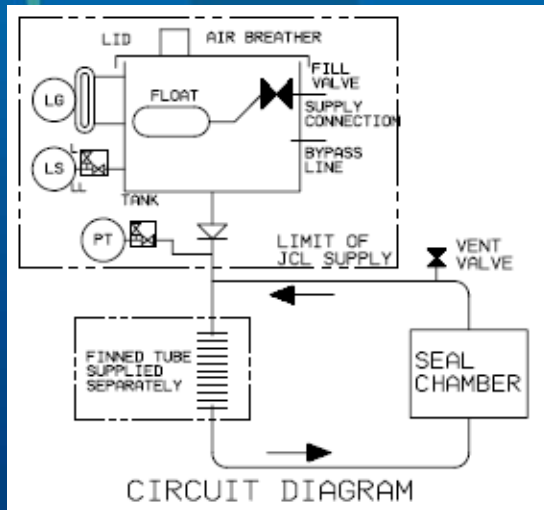 LID
AIR BREATHER
FILL
VALVE
LG
FLOAT
SUPPLY
CONNECTION
L
LS
LL
BYPASS
LINE
TANK
PT
LIMIT OF
JCL SUPPLY
VENT
VALVE
FINNED TUBE
SUPPLIED
SEPARATELY
SEAL
CHAMBER
CIRCUIT DIAGRAM